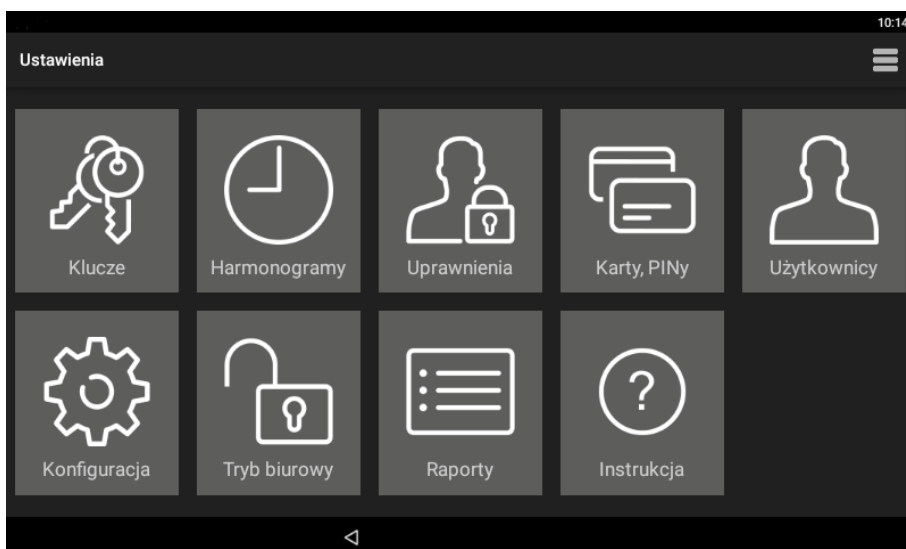 10:14
Ustawienia
Klucze
Harmonogramy
Uprawnienia
Karty, PINy
Użytkownicy
Konfiguracja
Tryb biurowy
Raporty
?
Instrukcja